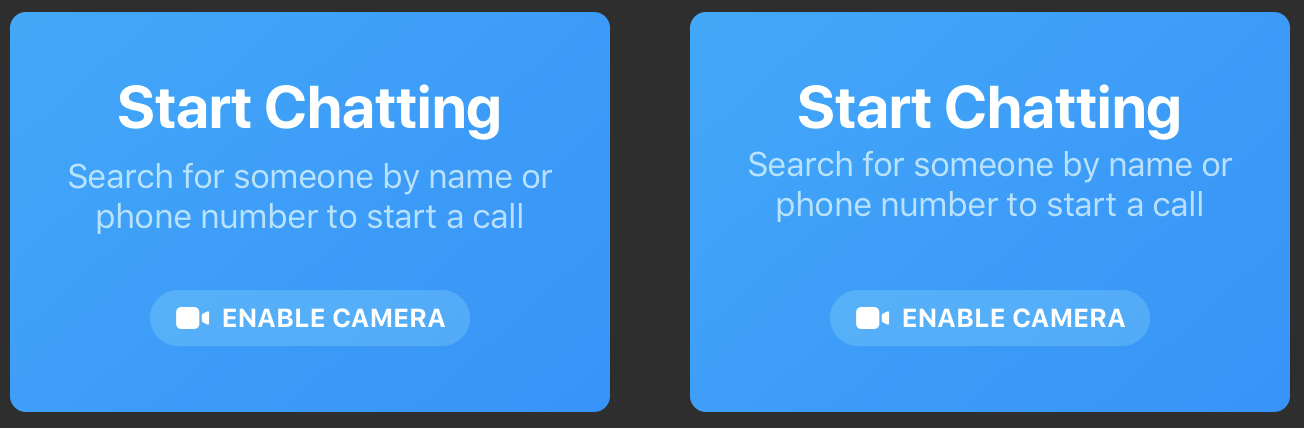 Start Chatting
Search for someone by name or
phone number to start a call
ENABLE CAMERA
Start Chatting
Search for someone by name or
phone number to start a call
ENABLE CAMERA